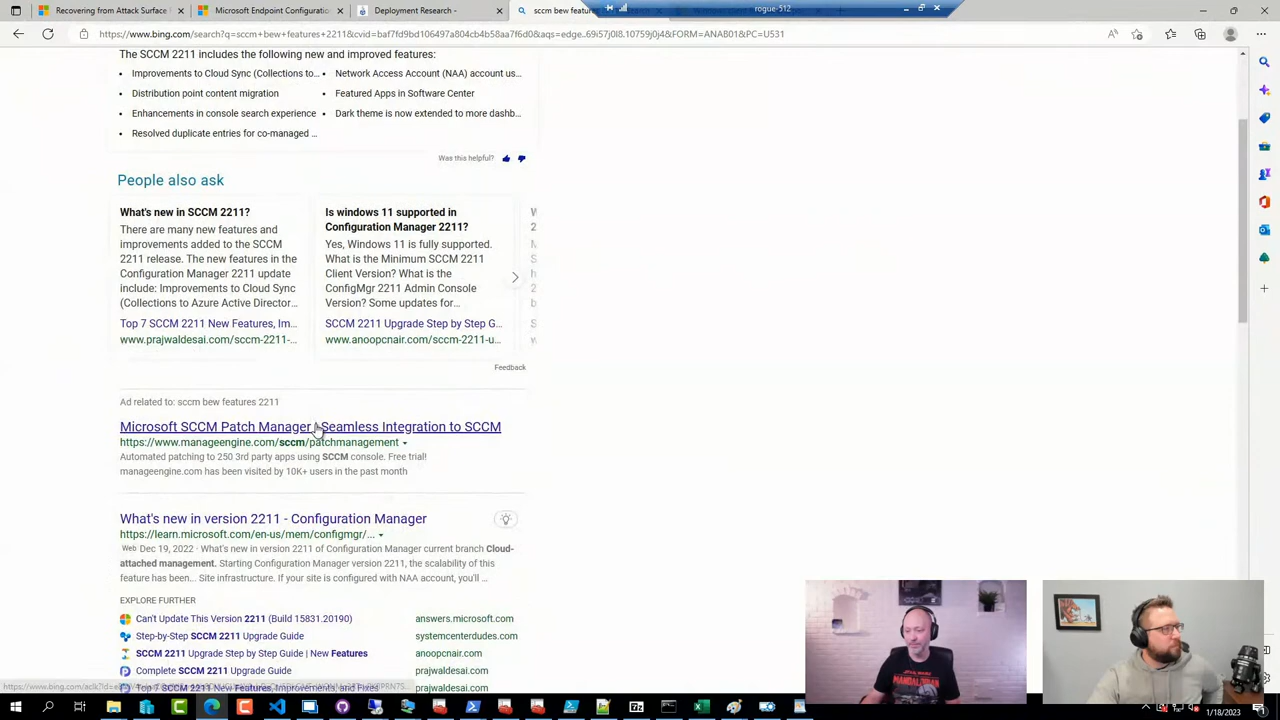 Recovering from Attack Surface
Microsoft Endpoint Configuration
Deployment Research -
sccm bew features
rogue-512
https://www.bing.com/search?q=sccm+bew+features+2211&cvid=baf7fd9bd106497a804cb4b58aa7f6d0&aqs=edge..69i57j0l8.10759j0j4&FORM=ANAB01&PC=U531
The SCCM 2211 includes the following new and improved features:
• Improvements to Cloud Sync (Collections to...
• Network Access Account (NAA) account us...
• Distribution point content migration
• Featured Apps in Software Center
• Enhancements in console search experience
• Dark theme is now extended to more dashb...
• Resolved duplicate entries for co-managed ...
Was this helpful?
People also ask
What's new in SCCM 2211?
There are many new features and
improvements added to the SCCM
2211 release. The new features in the
Configuration Manager 2211 update
include: Improvements to Cloud Sync
(Collections to Azure Active Director...
Top 7 SCCM 2211 New Features, Im...
www.prajwaldesai.com/sccm-2211-...
Is windows 11 supported in
Configuration Manager 2211?
Yes, Windows 11 is fully supported.
What is the Minimum SCCM 2211
Client Version? What is the
ConfigMgr 2211 Admin Console
Version? Some updates for...
SCCM 2211 Upgrade Step by Step G...
www.anoopcnair.com/sccm-2211-u...
Feedback
Ad related to: sccm bew features 2211
Microsoft SCCM Patch Manager Seamless Integration to SCCM
https://www.manageengine.com/sccm/patchmanagement
Automated patching to 250 3rd party apps using SCCM console. Free trial!
manageengine.com has been visited by 10K+ users in the past month
What's new in version 2211 - Configuration Manager
https://learn.microsoft.com/en-us/mem/configmgr/...
Web Dec 19, 2022 · What's new in version 2211 of Configuration Manager current branch Cloud-
attached management. Starting Configuration Manager version 2211, the scalability of this
feature has been... Site infrastructure. If your site is configured with NAA account, you'll ...
EXPLORE FURTHER
Can't Update This Version 2211 (Build 15831.20190) answers.microsoft.com
Step-by-Step SCCM 2211 Upgrade Guide systemcenterdudes.com
SCCM 2211 Upgrade Step by Step Guide | New Features anoopcnair.com
Complete SCCM 2211 Upgrade Guide prajwaldesai.com
Top 7 SCCM 2211 New Features, Improvements, and Fixes prajwaldesai.com
STAR WARS
MANDALORIAN
1/18/2023